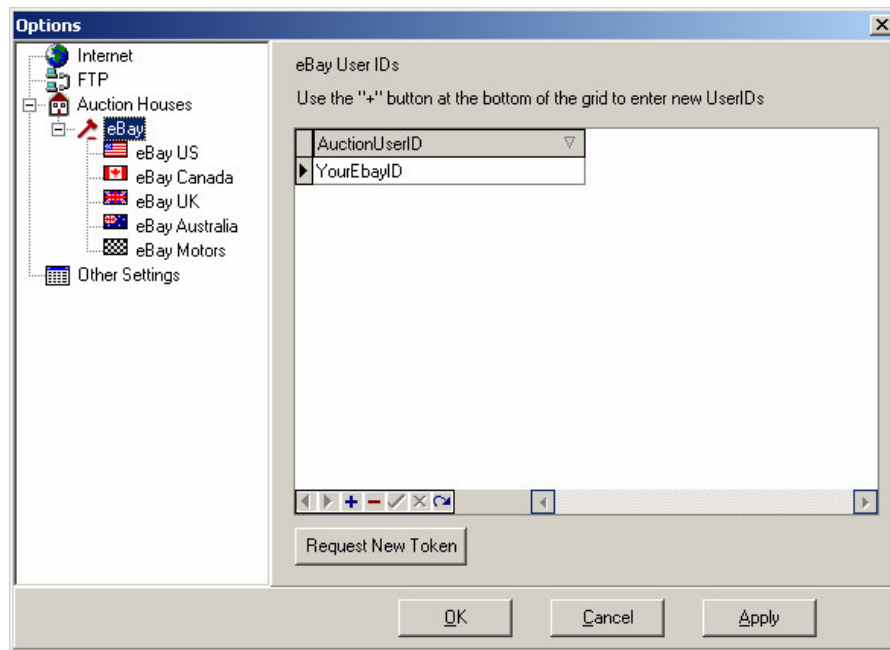 Options
Internet
FTP
Auction Houses
eBay
eBay US
eBay Canada
eBay UK
eBay Australia
eBay Motors
Other Settings
eBay User IDs
Use the "+" button at the bottom of the grid to enter new UserIDs
AuctionUserID
YourEbayID
Request New Token
OK Cancel Apply